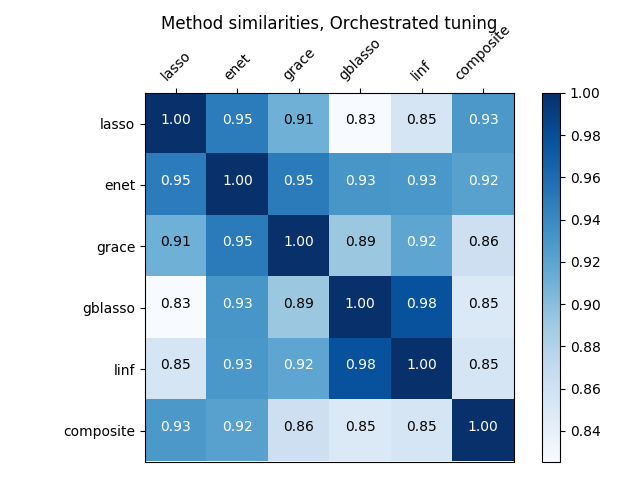 Method similarities, Orchestrated tuning
lasso enet grace gblasso linf composite
lasso 1.00 0.95 0.91 0.83 0.85 0.93
enet 0.95 1.00 0.95 0.93 0.93 0.92
grace 0.91 0.95 1.00 0.89 0.92 0.86
gblasso 0.83 0.93 0.89 1.00 0.98 0.85
linf 0.85 0.93 0.92 0.98 1.00 0.85
composite 0.93 0.92 0.86 0.85 0.85 1.00
1.00
0.98
0.96
0.94
0.92
0.90
0.88
0.86
0.84